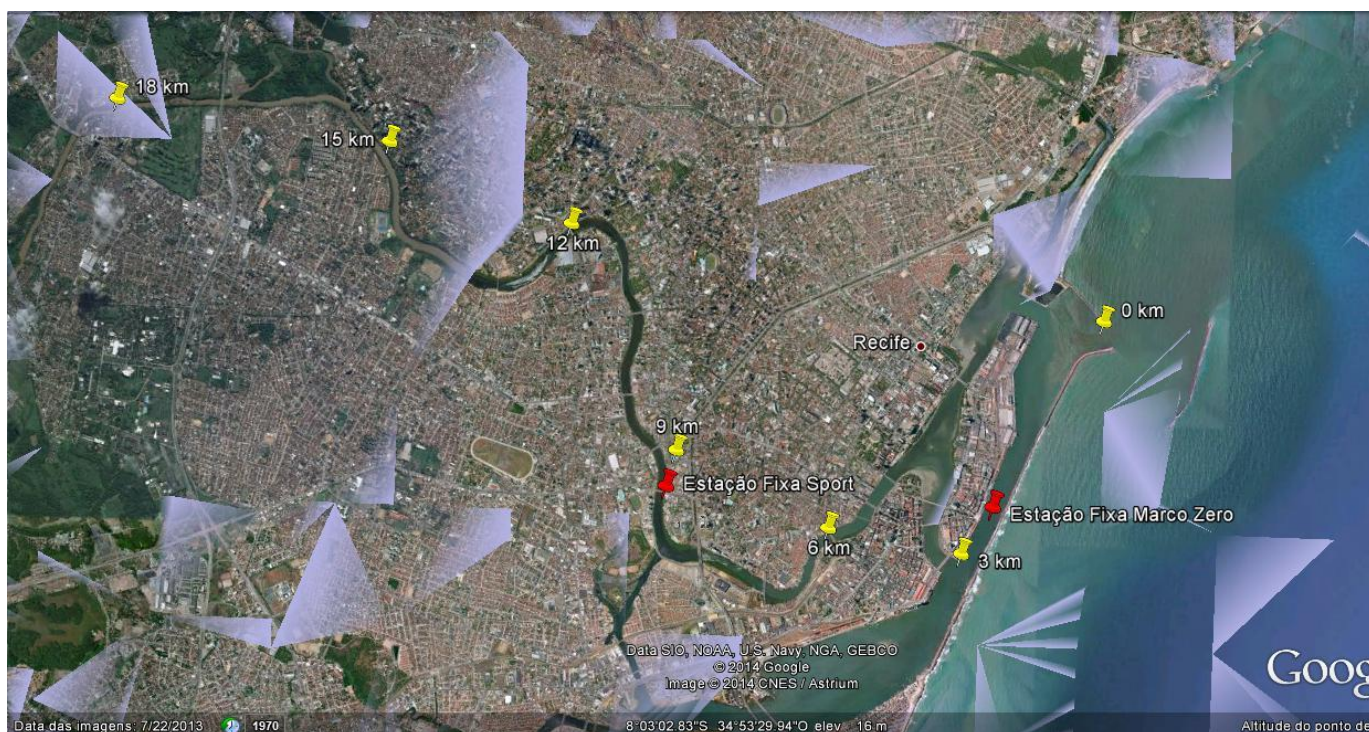 18 km
15 km
12 km
0 km
Recife
9 km
Estação Fixa Sport
Estação Fixa Marco Zero
6 km
3 km
Data SIO, NOAA, U.S. Navy, NGA, GEBCO
© 2014 Google
Image © 2014 CNES / Astrium
Goog
Data das imagens: 7/22/2013 1970 8°03'02.83"S 34°53'29.94"O elev -16 m Altitude do ponto de